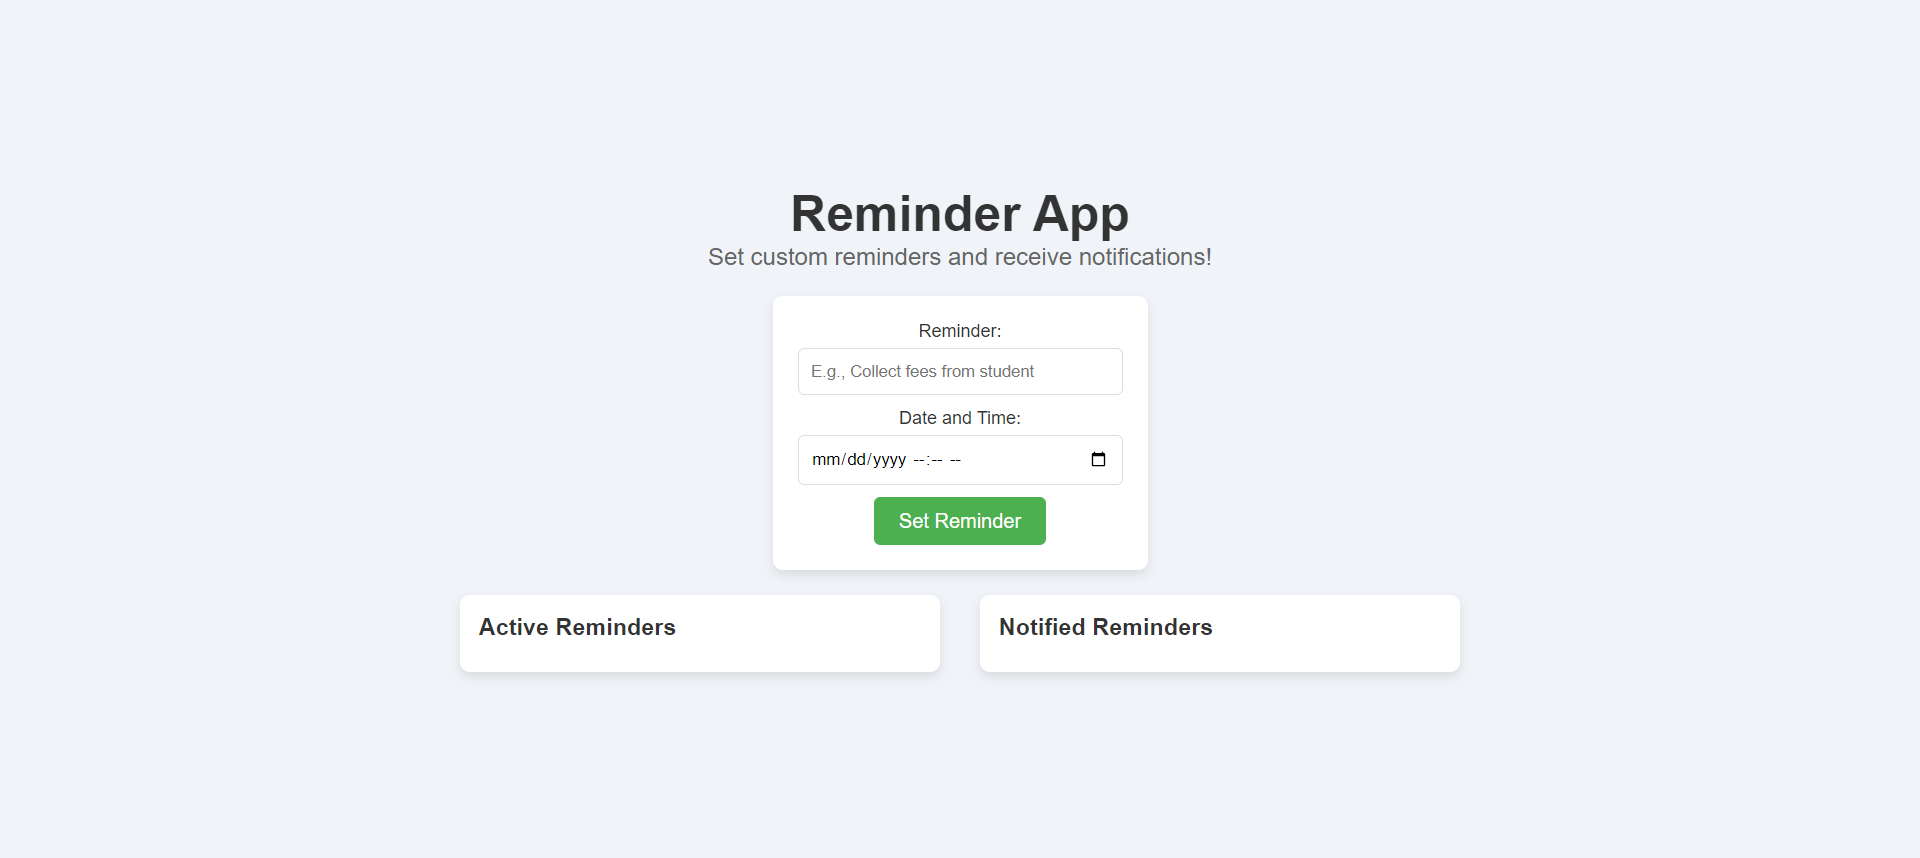 Reminder App
Set custom reminders and receive notifications!
Reminder:
E.g., Collect fees from student
Date and Time:
mm/dd/yyyy --:-- --
Set Reminder
Active Reminders
Notified Reminders